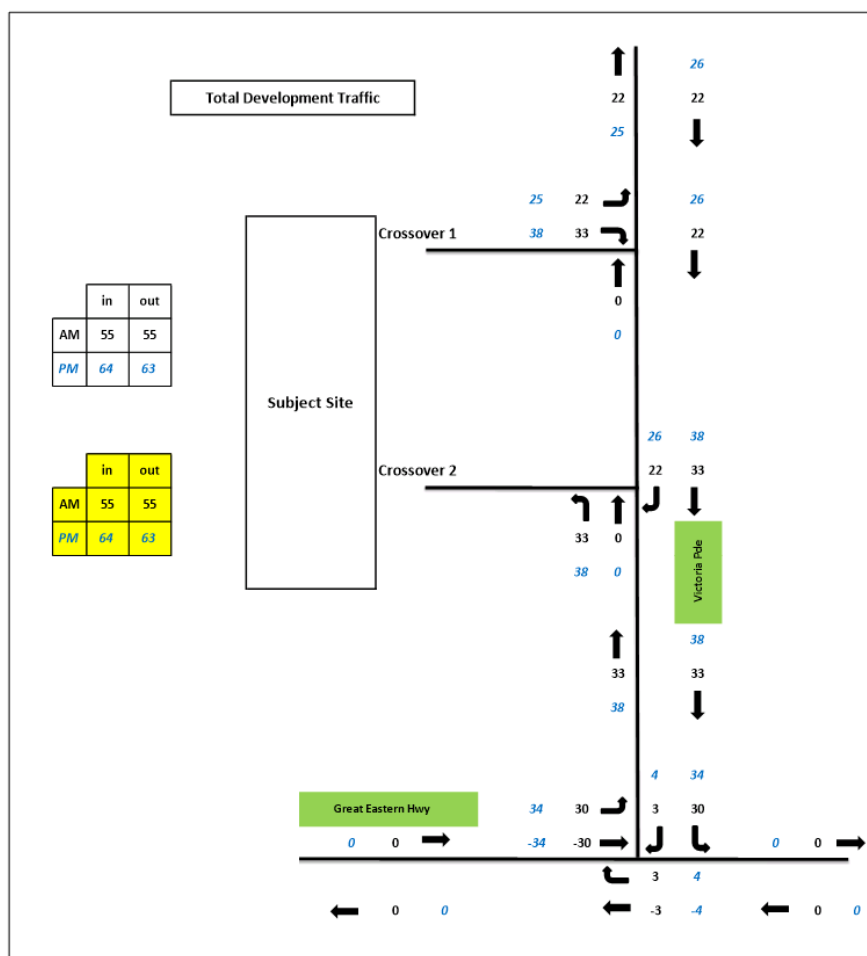 26
Total Development Traffic 22 22
25
25 22 26
Crossover 1 38 33 22
in out 0
AM 55 55 0
PM 64 63
Subject Site
26 38
in out Crossover 2 22 33
AM 55 55
PM 64 63 33 0
38 0
Victoria Pde
38
33 33
38
4 34
Great Eastern Hwy 34 30 3 30
0 0 -34 -30 0 0
3 4
0 0 -3 -4 0 0